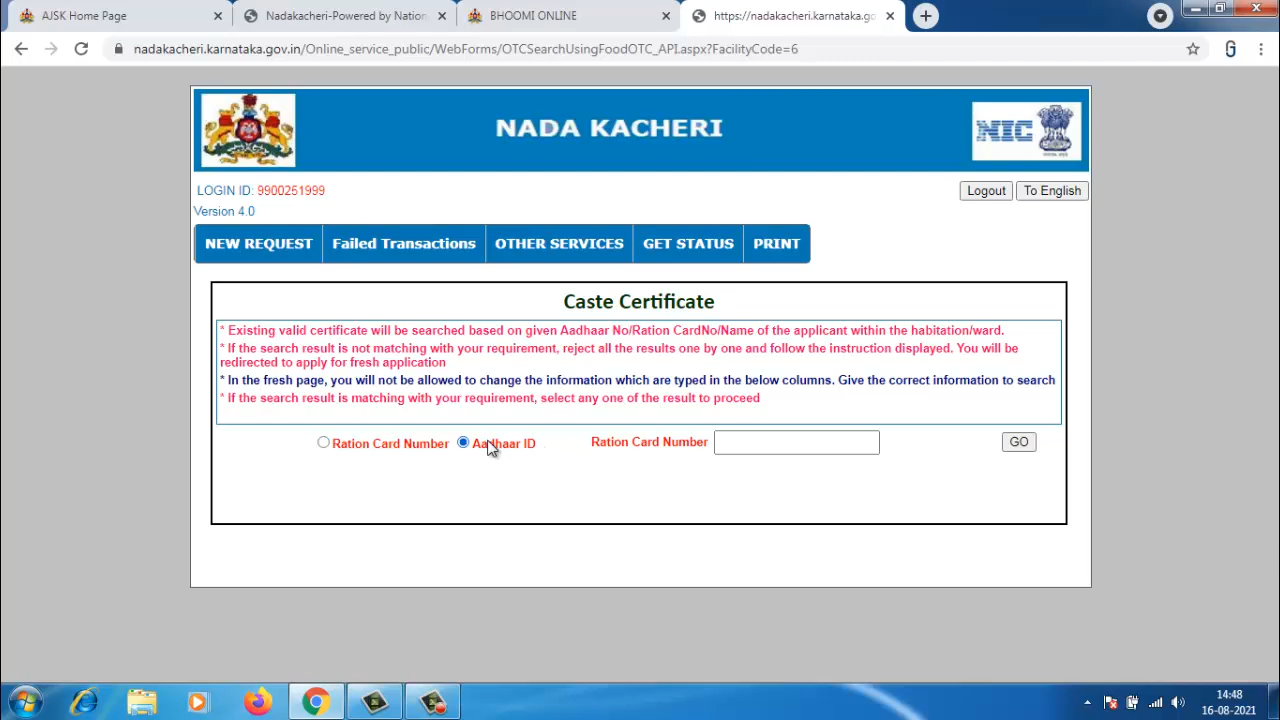 AJSK Home Page
Nadakacheri-Powered by Nation
BHOOMI ONLINE
https://nadakacheri.karnataka.go
nadakacheri.karnataka.gov.in/Online_service_public/WebForms/OTCSearchUsingFoodOTC_API.aspx?FacilityCode=6
NADA KACHERI
NIC
LOGIN ID: 9900251999
Logout
To English
Version 4.0
NEW REQUEST
Failed Transactions
OTHER SERVICES
GET STATUS
PRINT
Caste Certificate
* Existing valid certificate will be searched based on given Aadhaar No/Ration CardNo/Name of the applicant within the habitation/ward.
* If the search result is not matching with your requirement, reject all the results one by one and follow the instruction displayed. You will be
redirected to apply for fresh application
* In the fresh page, you will not be allowed to change the information which are typed in the below columns. Give the correct information to search
* If the search result is matching with your requirement, select any one of the result to proceed
Ration Card Number
Aadhaar ID
Ration Card Number
GO
14:48
16-08-2021